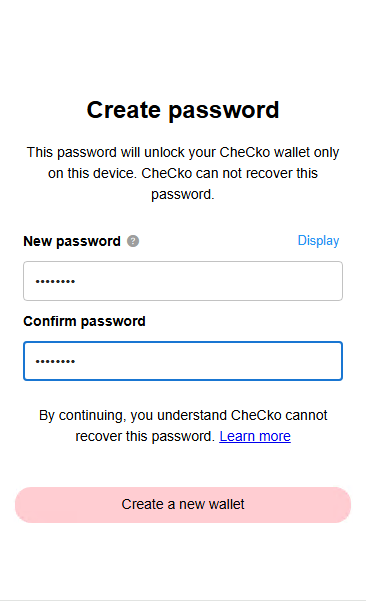 Create password
This password will unlock your CheCko wallet only
on this device. CheCko can not recover this
password.
New password ?
Display
••••••••
Confirm password
••••••••
By continuing, you understand CheCko cannot
recover this password. Learn more
Create a new wallet